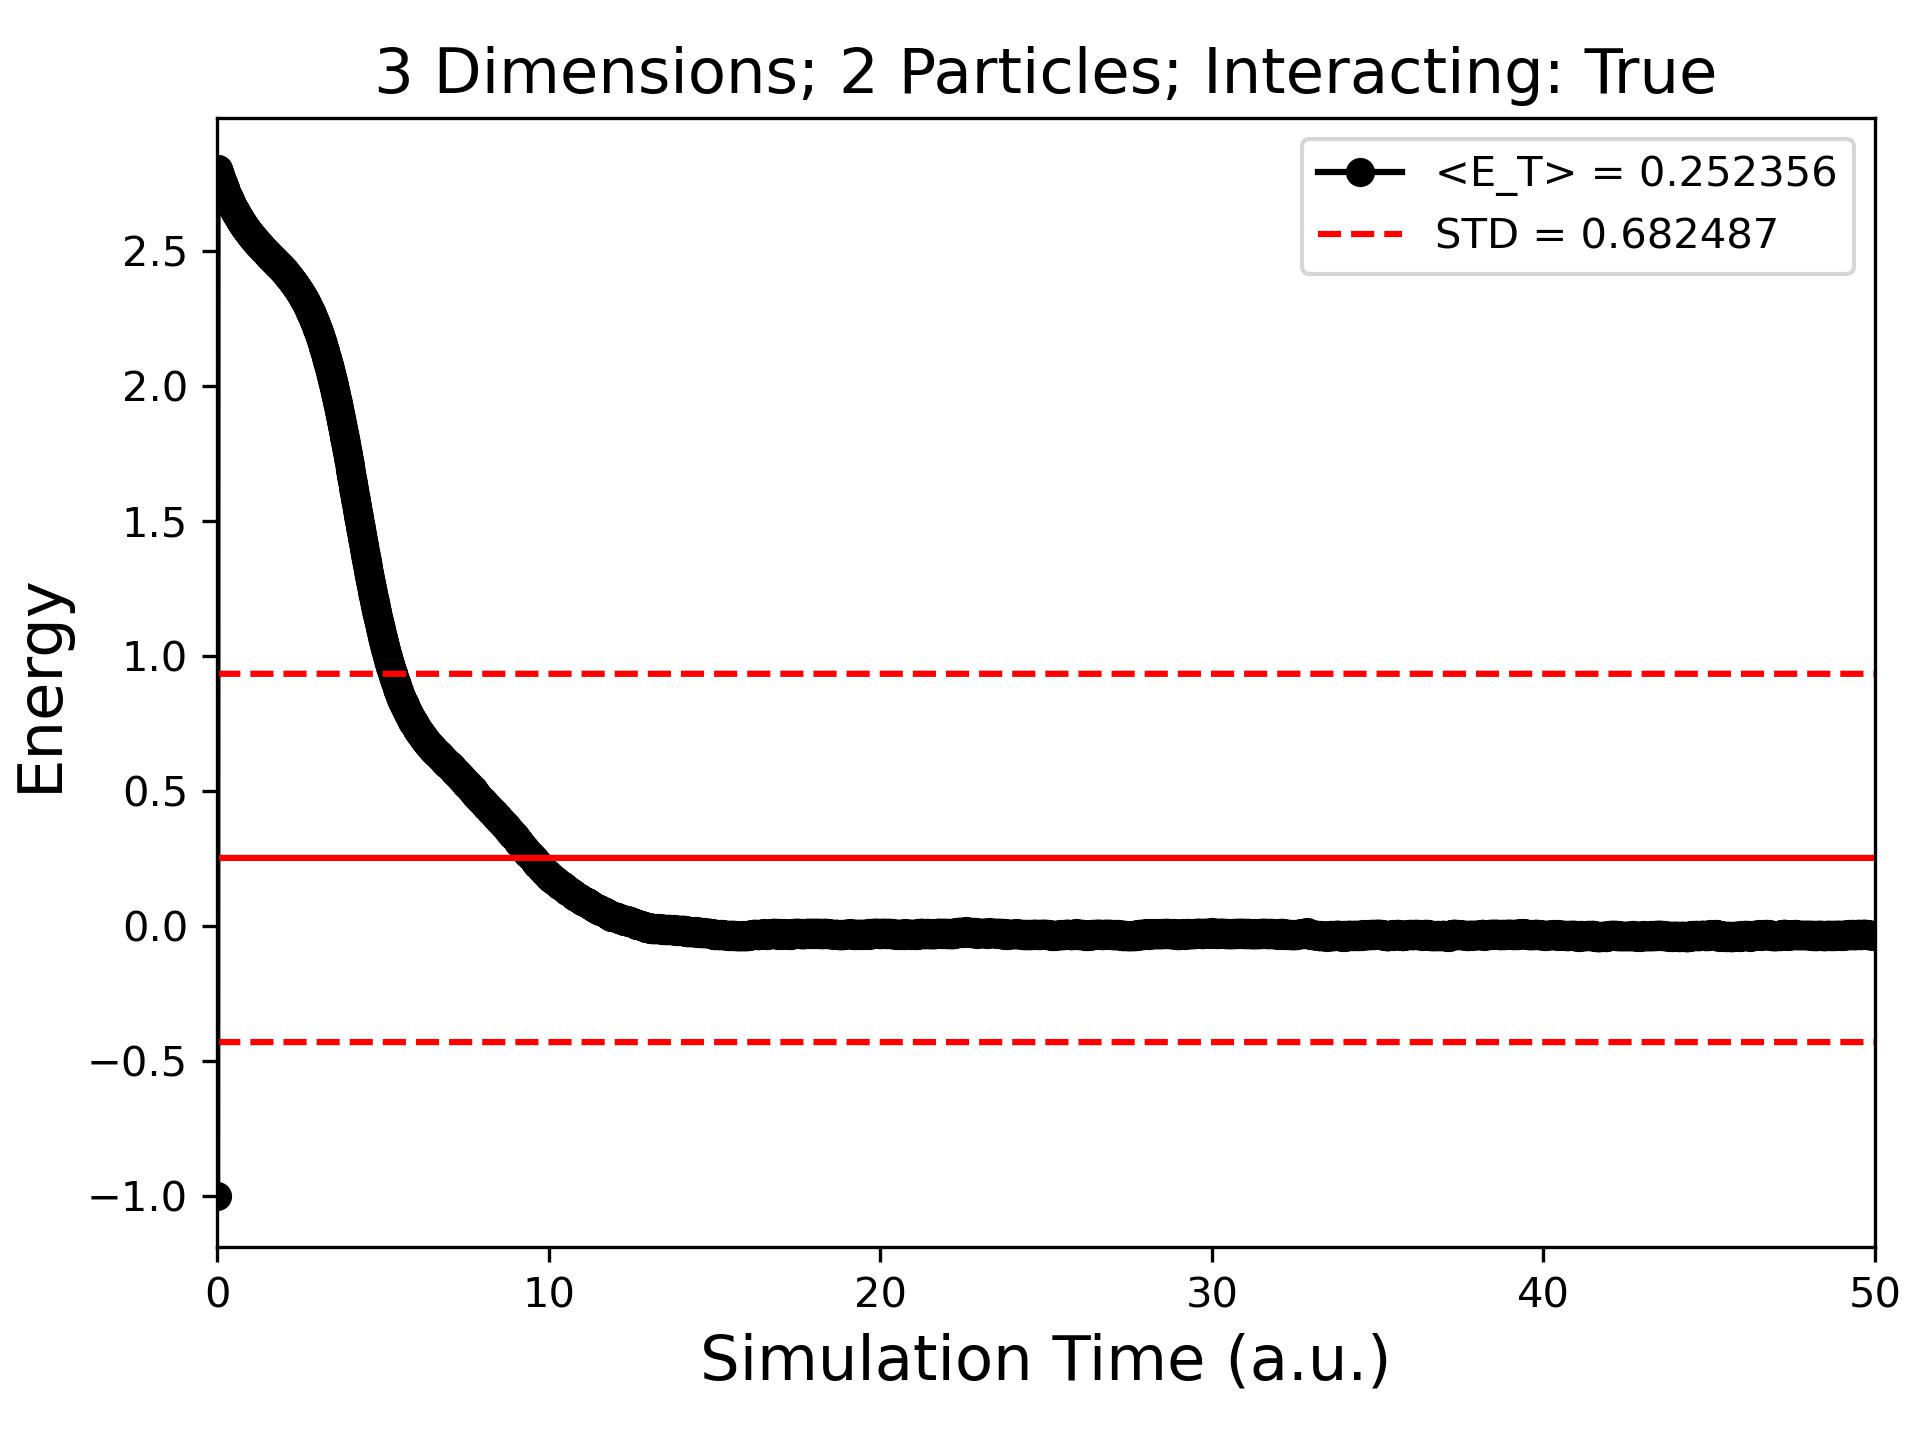 3 Dimensions; 2 Particles; Interacting: True
<E_T> = 0.252356
STD = 0.682487
Energy
2.5
2.0
1.5
1.0
0.5
0.0
−0.5
−1.0
0 10 20 30 40 50
Simulation Time (a.u.)